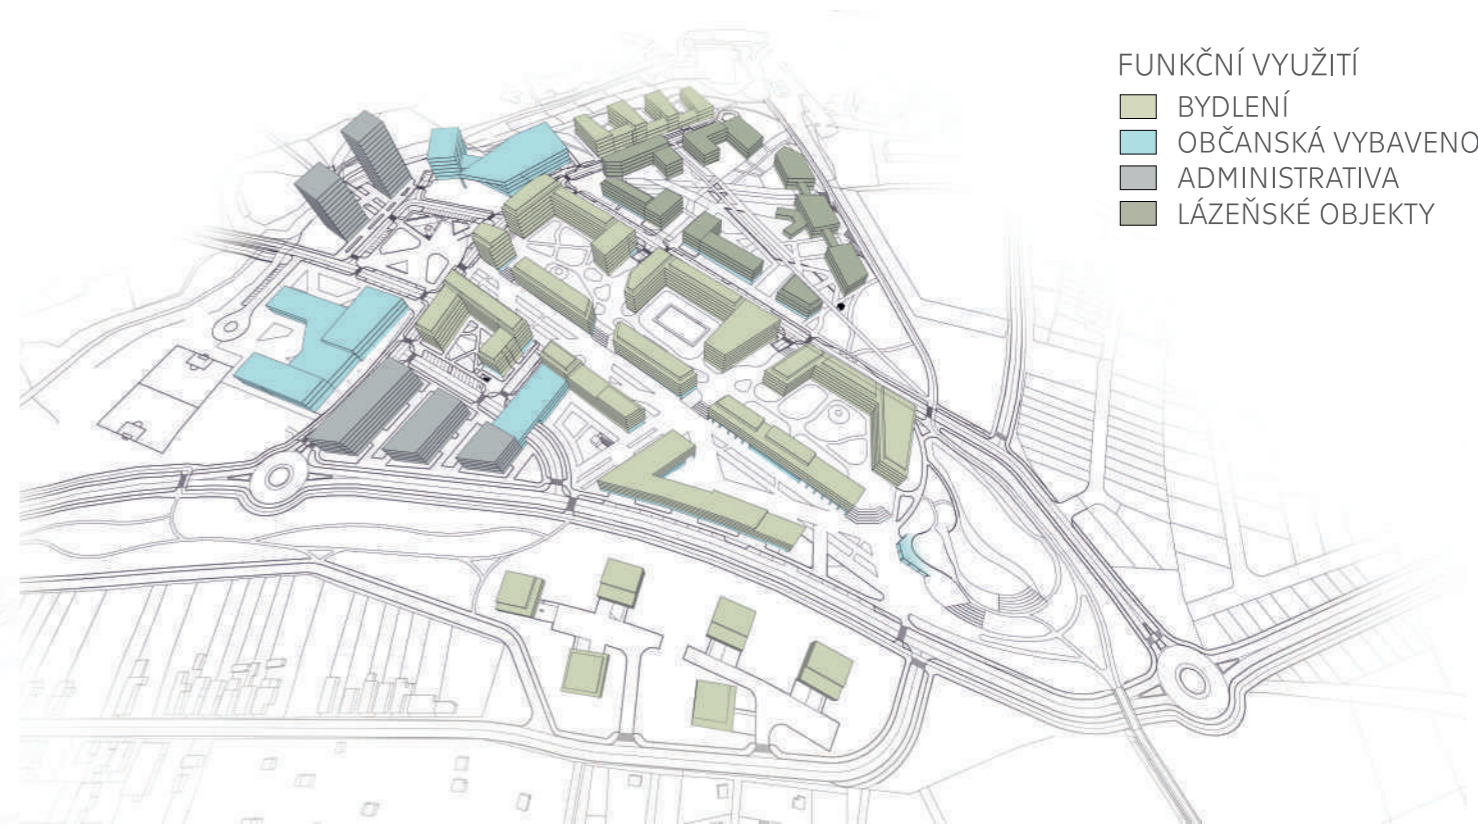 FUNKČNÍ VYUŽITÍ
BYDLENÍ
OBČANSKÁ VYBAVENO
ADMINISTRATIVA
LÁZEŇSKÉ OBJEKTY